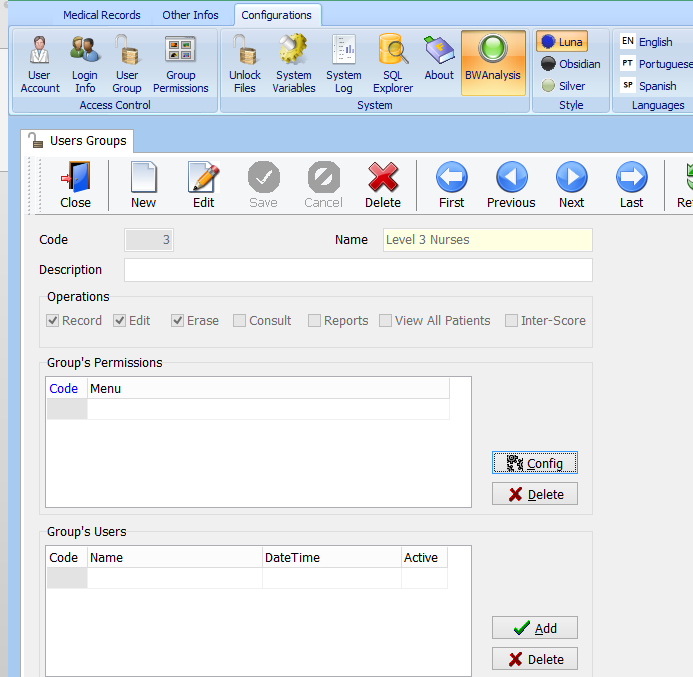 Medical Records Other Infos Configurations
User Account
Login Info
User Group
Group Permissions
Access Control
Unlock Files
System Variables
System Log
SQL Explorer
About
BWAnalysis
System
Luna
Obsidian
Silver
Style
EN English
PT Portuguese
SP Spanish
Languages
Users Groups
Close New Edit Save Cancel Delete First Previous Next Last
Code 3 Name Level 3 Nurses
Description
Operations
Record Edit Erase Consult Reports View All Patients Inter-Score
Group's Permissions
Code Menu
Config
Delete
Group's Users
Code Name DateTime Active
Add
Delete